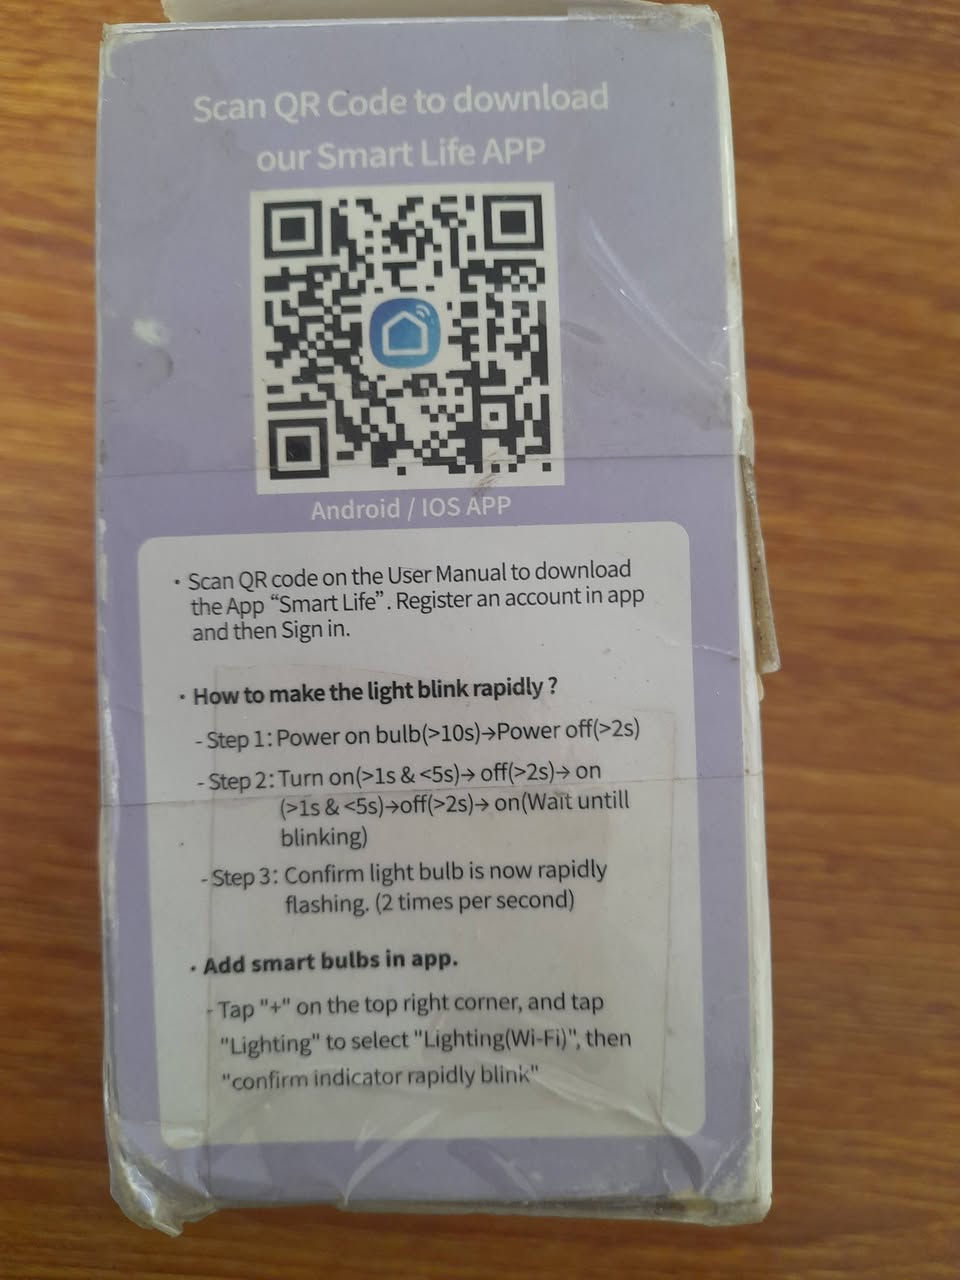 Scan QR Code to download
our Smart Life APP
Android / IOS APP
· Scan QR code on the User Manual to download
the App “Smart Life”. Register an account in app
and then Sign in.
· How to make the light blink rapidly ?
- Step 1: Power on bulb(>10s)→Power off(>2s)
- Step 2: Turn on(>1s & <5s)→ off(>2s)→ on
(>1s & <5s)→off(>2s)→ on(Wait untill
blinking)
- Step 3: Confirm light bulb is now rapidly
flashing. (2 times per second)
· Add smart bulbs in app.
- Tap "+" on the top right corner, and tap
"Lighting" to select "Lighting(Wi-Fi)", then
"confirm indicator rapidly blink"